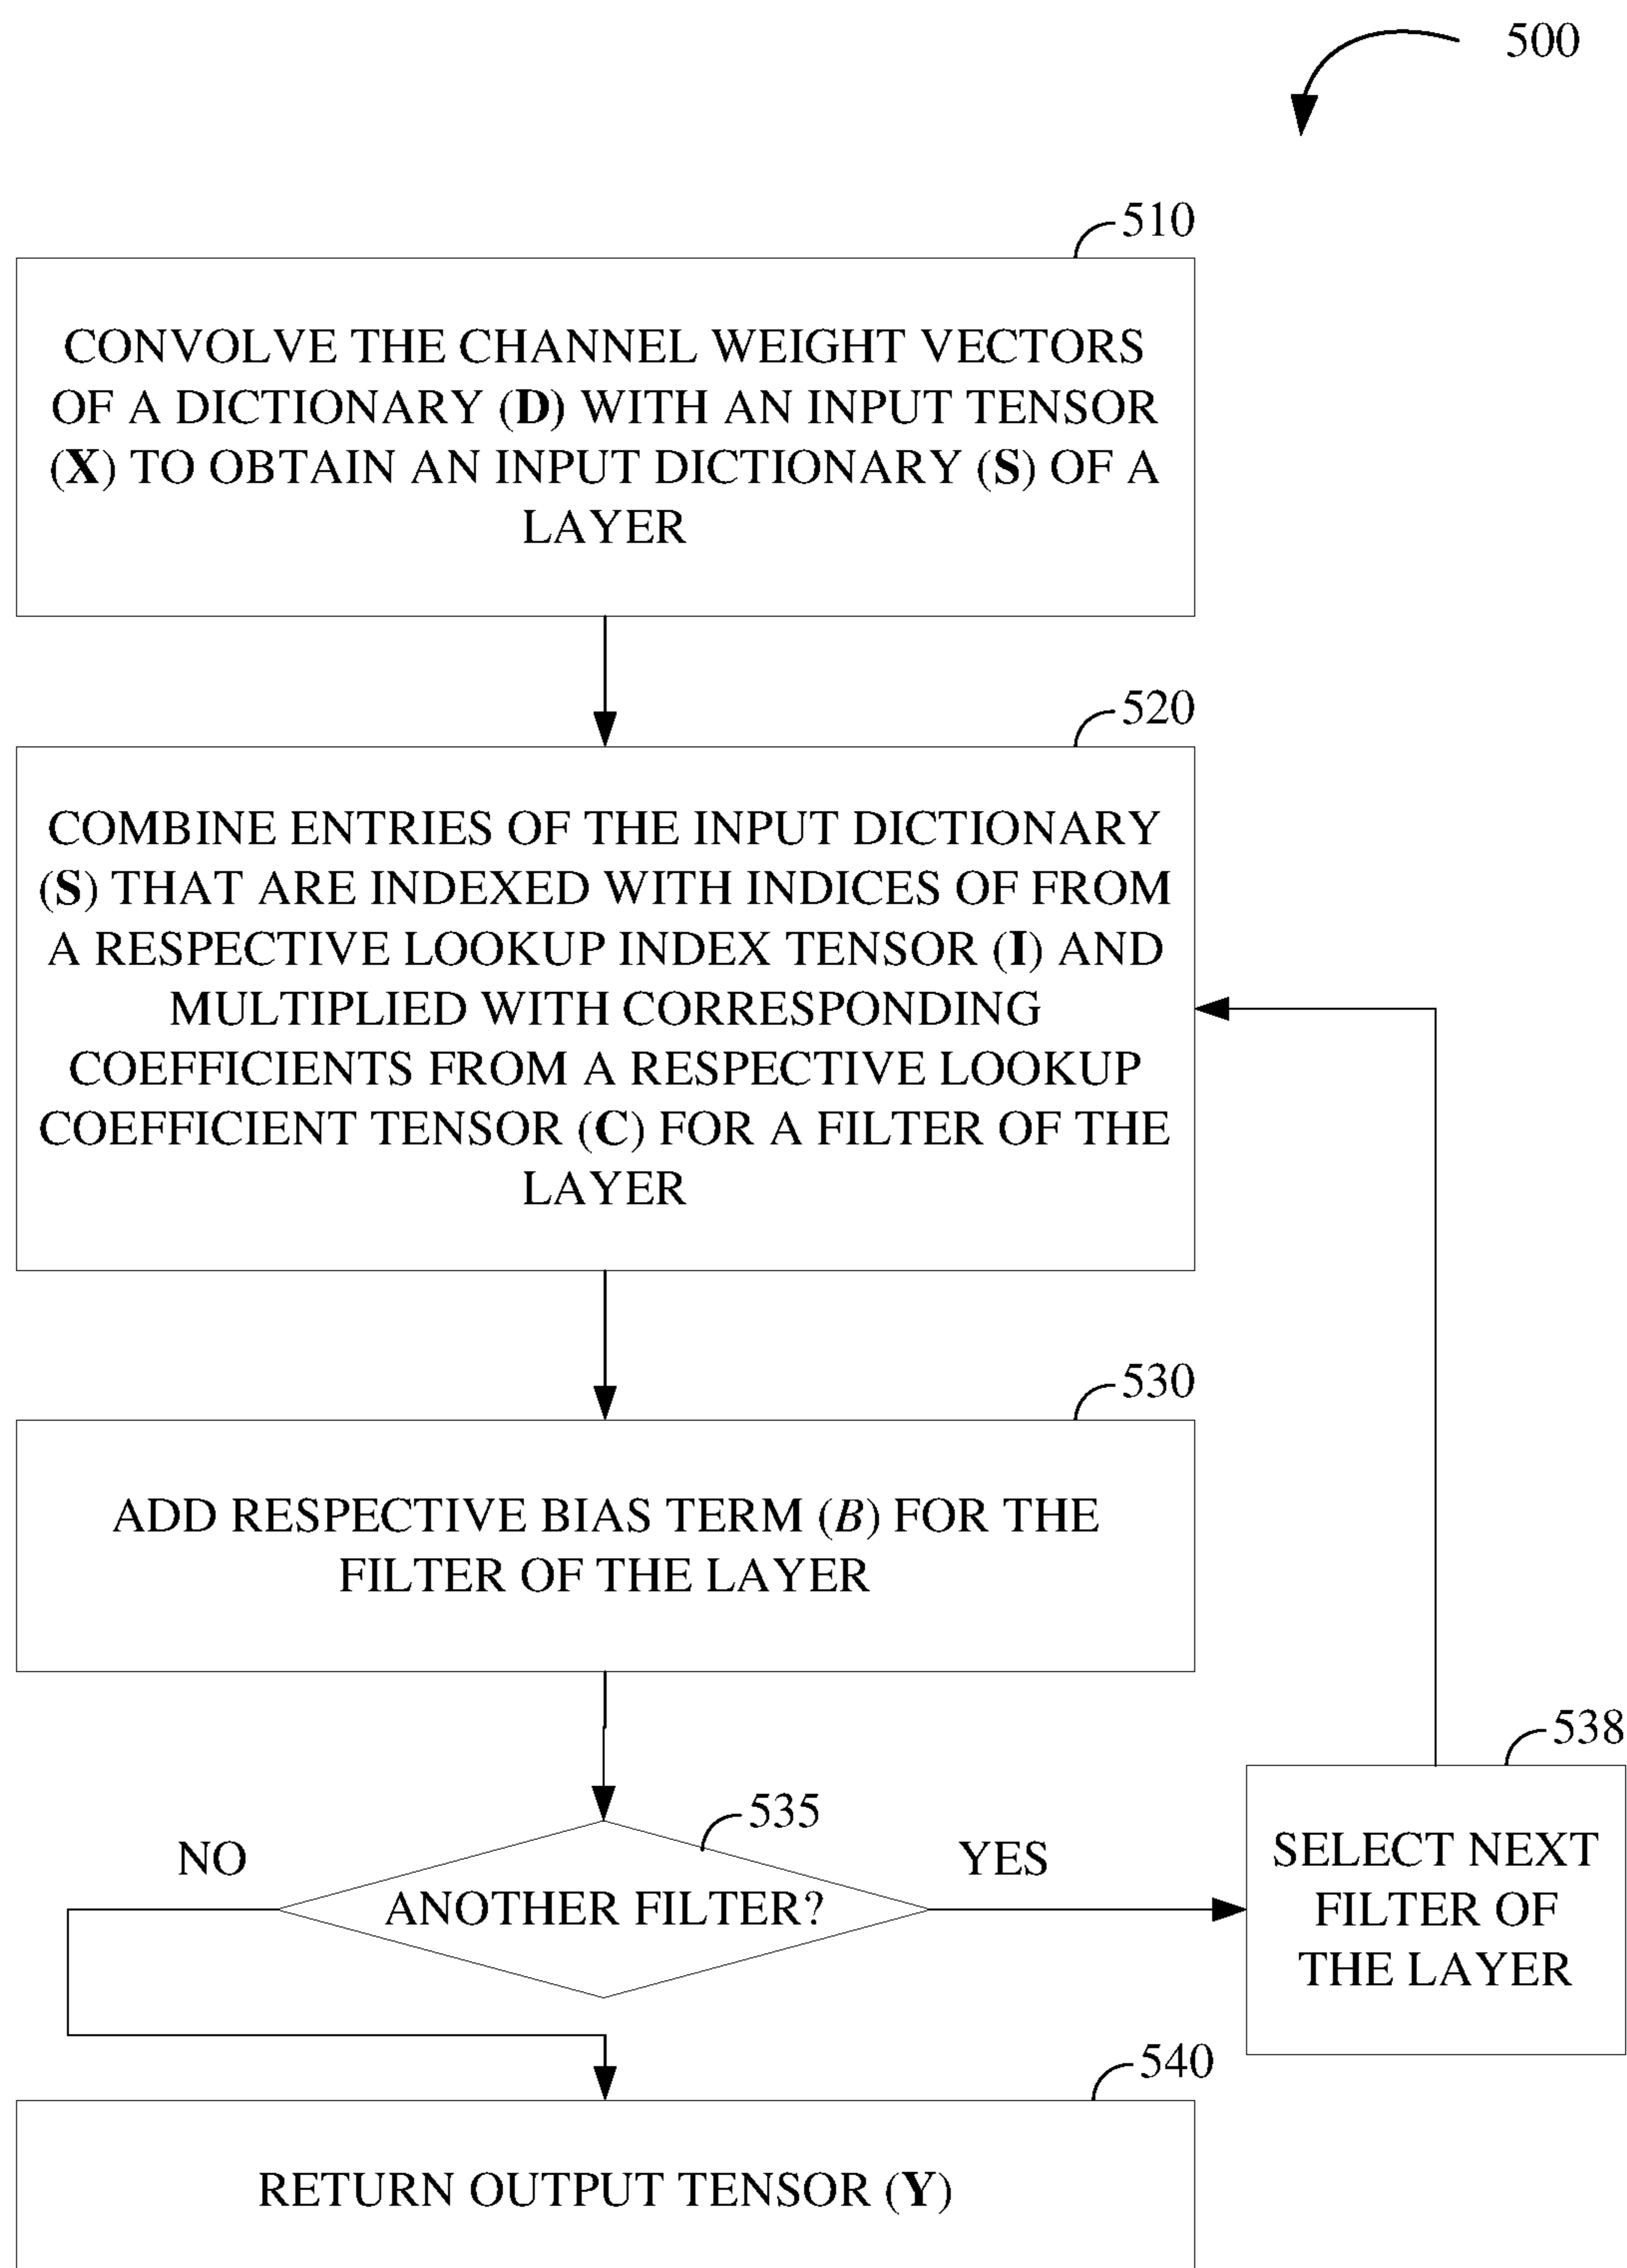 500
510
CONVOLVE THE CHANNEL WEIGHT VECTORS
OF A DICTIONARY (D) WITH AN INPUT TENSOR
(X) TO OBTAIN AN INPUT DICTIONARY (S) OF A
LAYER
520
COMBINE ENTRIES OF THE INPUT DICTIONARY
(S) THAT ARE INDEXED WITH INDICES OF FROM
A RESPECTIVE LOOKUP INDEX TENSOR (I) AND
MULTIPLIED WITH CORRESPONDING
COEFFICIENTS FROM A RESPECTIVE LOOKUP
COEFFICIENT TENSOR (C) FOR A FILTER OF THE
LAYER
530
ADD RESPECTIVE BIAS TERM (B) FOR THE
FILTER OF THE LAYER
535
NO
YES
ANOTHER FILTER?
538
SELECT NEXT
FILTER OF
THE LAYER
540
RETURN OUTPUT TENSOR (Y)